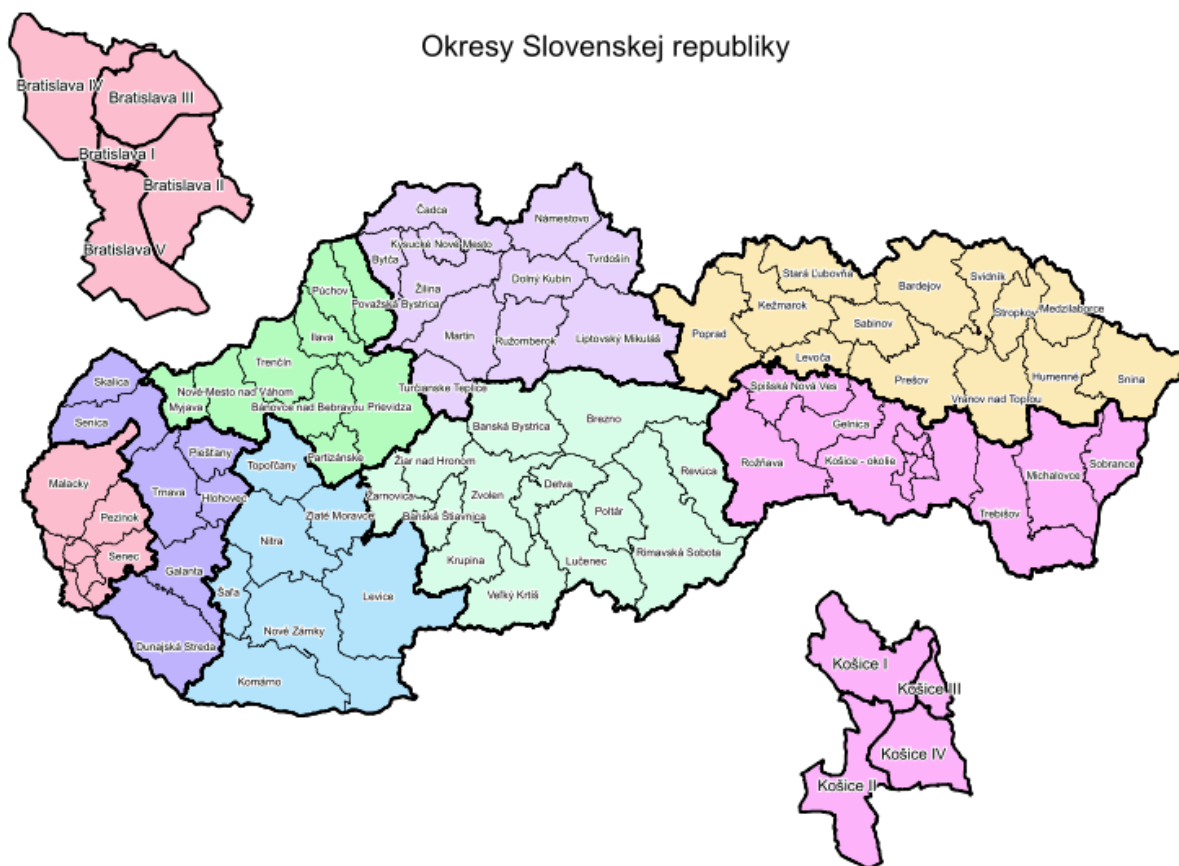 Okresy Slovenskej republiky
Bratislava IV
Bratislava III
Bratislava I
Bratislava II
Bratislava V
Čadca
Námestovo
Kysucké Nové Mesto
Bytča
Tvrdošín
Dolný Kubín
Žilina
Púchov
Považská Bystrica
Ilava
Martin
Ružomberok
Liptovský Mikuláš
Trenčín
Turčianske Teplice
Nové Mesto nad Váhom
Myjava
Bánovce nad Bebravou
Prievidza
Partizánske
Stará Ľubovňa
Bardejov
Svidník
Kežmarok
Stropkov
Medzilaborce
Sabinov
Poprad
Levoča
Prešov
Humenné
Snina
Vranov nad Topľou
Skalica
Senica
Piešťany
Trnava
Hlohovec
Galanta
Dunajská Streda
Malacky
Pezinok
Senec
Topoľčany
Zlaté Moravce
Nitra
Šaľa
Levice
Nové Zámky
Komárno
Banská Bystrica
Brezno
Žiar nad Hronom
Revúca
Žarnovica
Zvolen
Detva
Banská Štiavnica
Poltár
Krupina
Lučenec
Rimavská Sobota
Veľký Krtíš
Spišská Nová Ves
Gelnica
Rožňava
Košice - okolie
Michalovce
Sobrance
Trebišov
Košice I
Košice III
Košice IV
Košice II